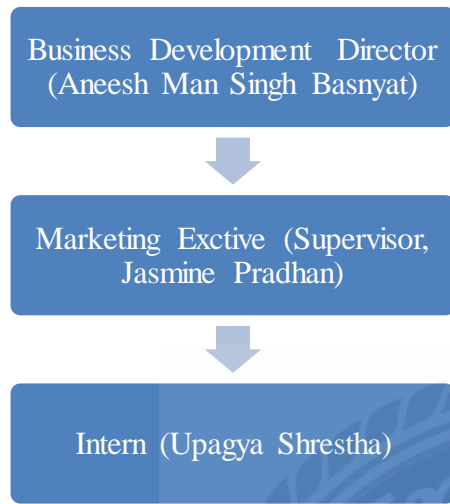 Business Development Director
(Aneesh Man Singh Basnyat)
Marketing Exctive (Supervisor,
Jasmine Pradhan)
Intern (Upagya Shrestha)